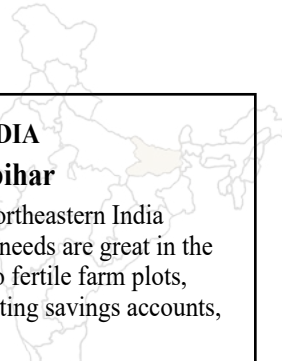 DIA
bihar
ortheastern India
needs are great in the
o fertile farm plots,
ting savings accounts,